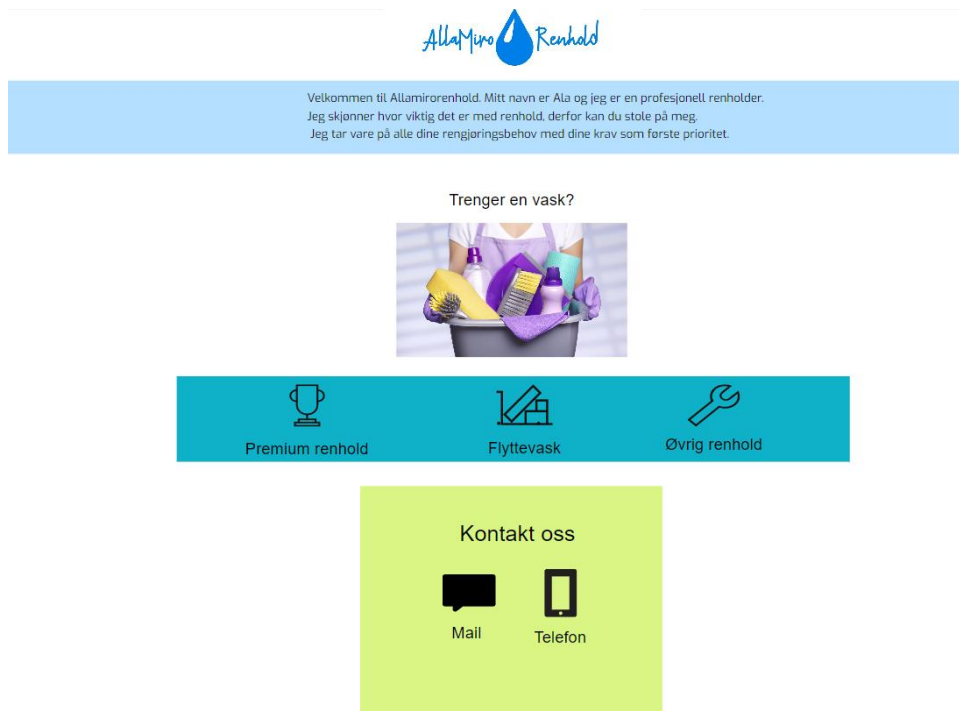 AllaMiro Renhold
Velkommen til Allamirorenhold. Mitt navn er Ala og jeg er en profesjonell renholder.
Jeg skjønner hvor viktig det er med renhold, derfor kan du stole på meg.
Jeg tar vare på alle dine rengjøringsbehov med dine krav som første prioritet.
Trenger en vask?
Premium renhold
Flyttevask
Øvrig renhold
Kontakt oss
Mail
Telefon